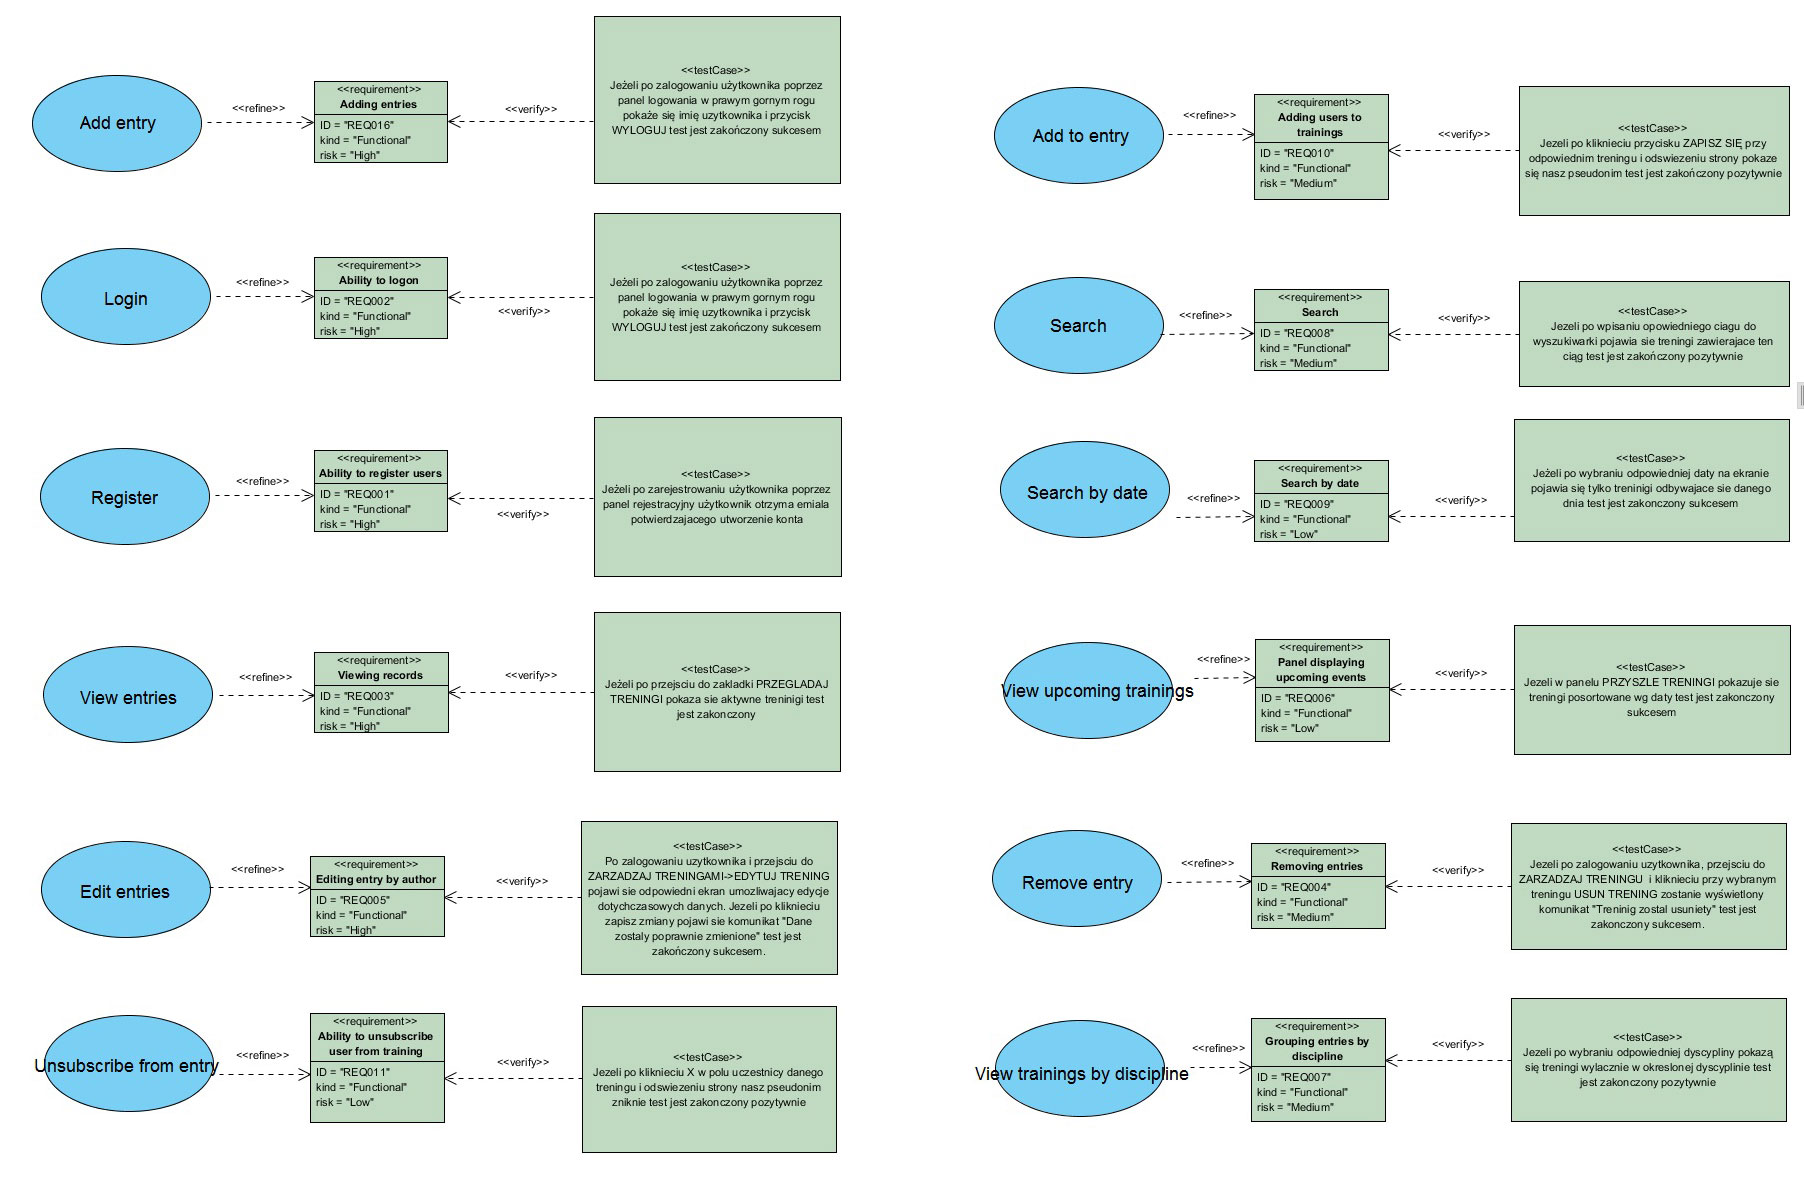 Add entry
<<refine>>
<<requirement>>
Adding entries
ID = "REQ016"
kind = "Functional"
risk = "High"
<<verify>>
<<testCase>>
Jeżeli po zalogowaniu użytkownika poprzez
panel logowania w prawym gornym rogu
pokaże się imię uzytkownika i przycisk
WYLOGUJ test jest zakończony sukcesem
Login
<<refine>>
<<requirement>>
Ability to logon
ID = "REQ002"
kind = "Functional"
risk = "High"
<<verify>>
<<testCase>>
Jeżeli po zalogowaniu użytkownika poprzez
panel logowania w prawym gornym rogu
pokaże się imię uzytkownika i przycisk
WYLOGUJ test jest zakończony sukcesem
Register
<<refine>>
<<requirement>>
Ability to register users
ID = "REQ001"
kind = "Functional"
risk = "High"
<<verify>>
<<testCase>>
Jeżeli po zarejestrowaniu użytkownika poprzez
panel rejestracyjny użytkownik otrzyma emiala
potwierdzajacego utworzenie konta
View entries
<<refine>>
<<requirement>>
Viewing records
ID = "REQ003"
kind = "Functional"
risk = "High"
<<verify>>
<<testCase>>
Jeżeli po przejsciu do zakladki PRZEGLADAJ
TRENINGI pokaza sie aktywne treninigi test
jest zakonczony
Edit entries
<<refine>>
<<requirement>>
Editing entry by author
ID = "REQ005"
kind = "Functional"
risk = "High"
<<verify>>
<<testCase>>
Po zalogowaniu uzytkownika i przejsciu do
ZARZADZAJ TRENINGAMI->EDYTUJ TRENING
pojawi sie odpowiedni ekran umozliwajacy edycje
dotychczasowych danych. Jezeli po kliknieciu
zapisz zmiany pojawi sie komunikat "Dane
zostaly poprawnie zmienione" test jest
zakończony sukcesem.
Unsubscribe from entry
<<refine>>
<<requirement>>
Ability to unsubscribe
user from training
ID = "REQ011"
kind = "Functional"
risk = "Low"
<<verify>>
<<testCase>>
Jezeli po kliknieciu X w polu uczestnicy danego
treningu i odswiezeniu strony nasz pseudonim
zniknie test jest zakonczony pozytywnie
Add to entry
<<refine>>
<<requirement>>
Adding users to
trainings
ID = "REQ010"
kind = "Functional"
risk = "Medium"
<<verify>>
<<testCase>>
Jezeli po kliknieciu przycisku ZAPISZ SIĘ przy
odpowiednim treningu i odswiezeniu strony pokaze
się nasz pseudonim test jest zakończony pozytywnie
Search
<<refine>>
<<requirement>>
Search
ID = "REQ008"
kind = "Functional"
risk = "Medium"
<<verify>>
<<testCase>>
Jezeli po wpisaniu opowiedniego ciagu do
wyszukiwarki pojawia sie treningi zawierajace ten
ciąg test jest zakończony pozytywnie
Search by date
<<refine>>
<<requirement>>
Search by date
ID = "REQ009"
kind = "Functional"
risk = "Low"
<<verify>>
<<testCase>>
Jeżeli po wybraniu odpowiedniej daty na ekranie
pojawia się tylko treninigi odbywajace sie danego
dnia test jest zakonczony sukcesem
View upcoming trainings
<<refine>>
<<requirement>>
Panel displaying
upcoming events
ID = "REQ006"
kind = "Functional"
risk = "Low"
<<verify>>
<<testCase>>
Jezeli w panelu PRZYSZLE TRENINGI pokazuje sie
treningi posortowane wg daty test jest zakonczony
sukcesem
Remove entry
<<refine>>
<<requirement>>
Removing entries
ID = "REQ004"
kind = "Functional"
risk = "Medium"
<<verify>>
<<testCase>>
Jezeli po zalogowaniu uzytkownika, przejsciu do
ZARZADZAJ TRENINGU i kliknieciu przy wybranym
treningu USUN TRENING zostanie wyświetlony
komunikat "Treninig zostal usuniety" test jest
zakonczony sukcesem.
View trainings by discipline
<<refine>>
<<requirement>>
Grouping entries by
discipline
ID = "REQ007"
kind = "Functional"
risk = "Medium"
<<verify>>
<<testCase>>
Jezeli po wybraniu odpowiedniej dyscypliny pokazą
się treningi wylacznie w okreslonej dyscyplinie test
jest zakonczony pozytywnie